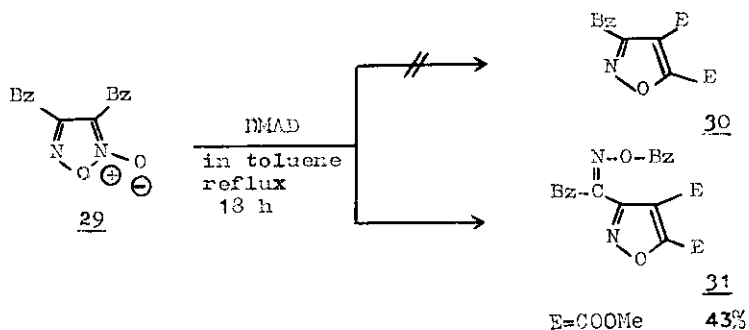 Bz
E
N
O
E
30
Bz
Bz
N
O
N
O
⊕
⊖
29
DMAD
in toluene
reflux
18 h
N-O-Bz
Bz-C
E
N
O
E
31
E=COOMe 43%